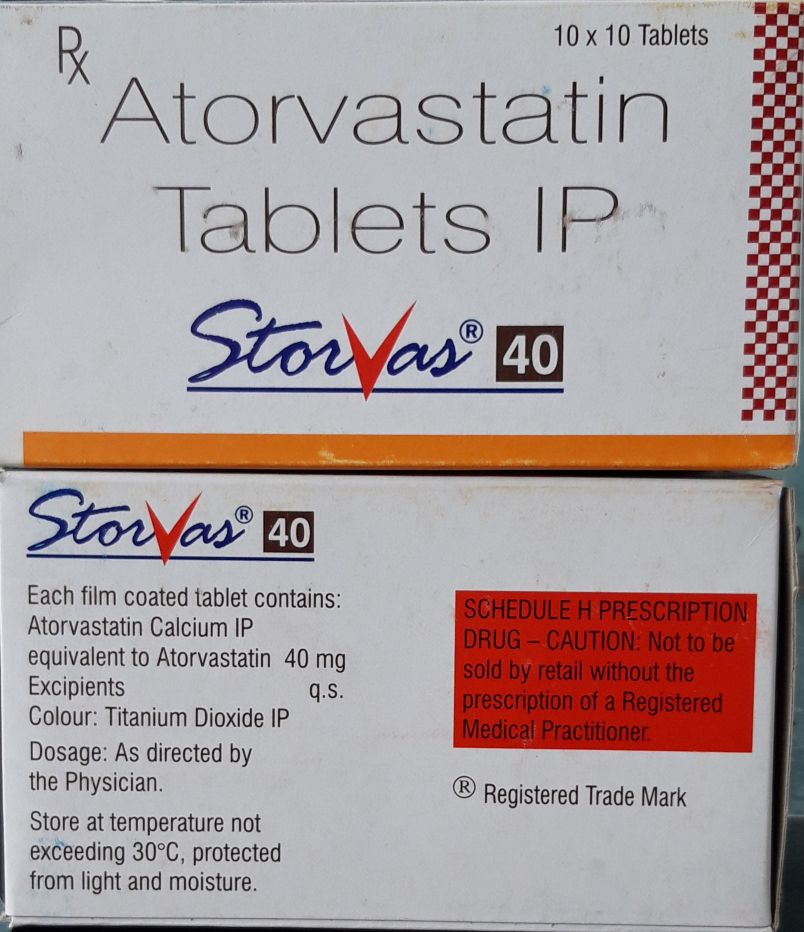 Rx
10 x 10 Tablets
Atorvastatin
Tablets IP
StorVas® 40
StorVas® 40
Each film coated tablet contains:
Atorvastatin Calcium IP
equivalent to Atorvastatin 40 mg
Excipients q.s.
Colour: Titanium Dioxide IP
Dosage: As directed by
the Physician.
Store at temperature not
exceeding 30°C, protected
from light and moisture.
SCHEDULE H PRESCRIPTION
DRUG – CAUTION: Not to be
sold by retail without the
prescription of a Registered
Medical Practitioner.
® Registered Trade Mark